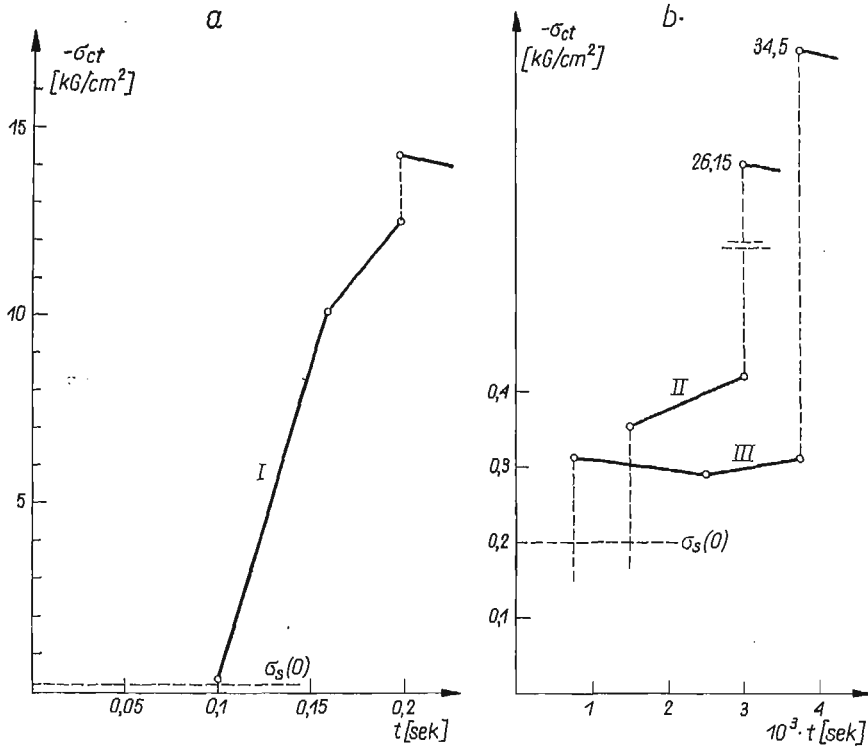 a
-σct
[kG/cm²]
15
10
5
I
σs(0)
0,05
0,1
0,15
0,2
t[sek]
b.
-σct
[kG/cm²]
34,5
26,15
0,4
0,3
0,2
0,1
II
III
σs(0)
1
2
3
4
10³·t[sek]